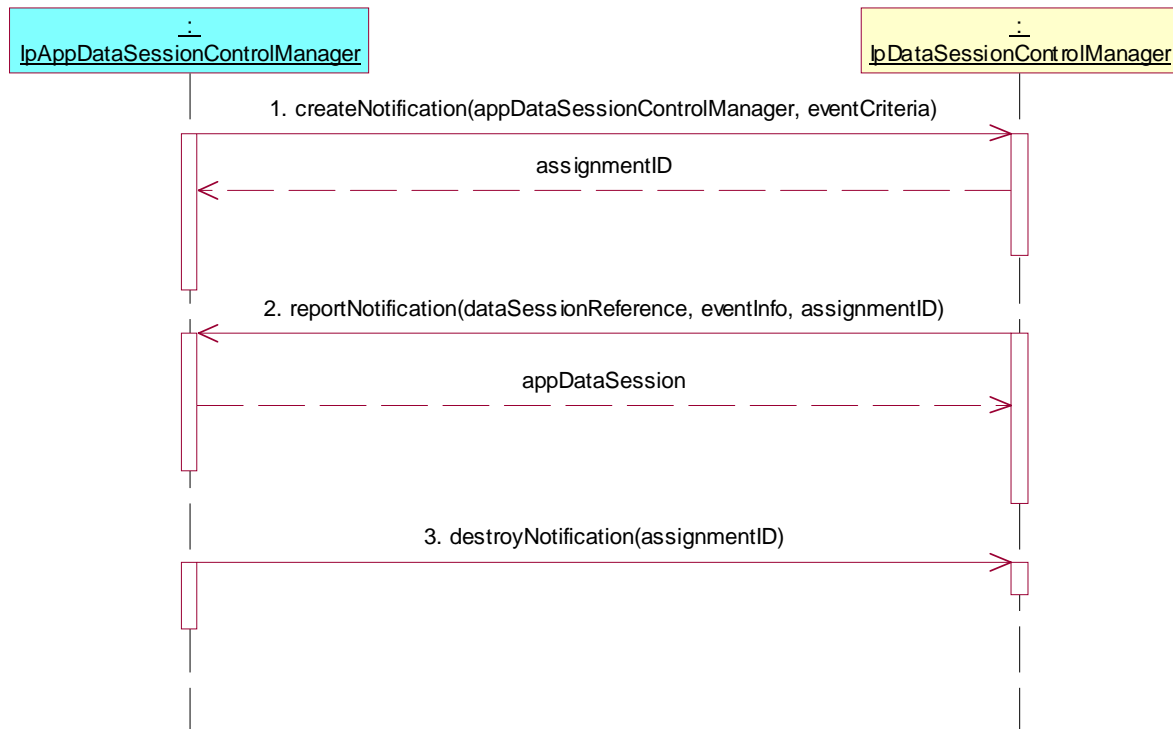 :
IpAppDataSessionControlManager
:
IpDataSessionControlManager
1. createNotification(appDataSessionControlManager, eventCriteria)
assignmentID
2. reportNotification(dataSessionReference, eventInfo, assignmentID)
appDataSession
3. destroyNotification(assignmentID)